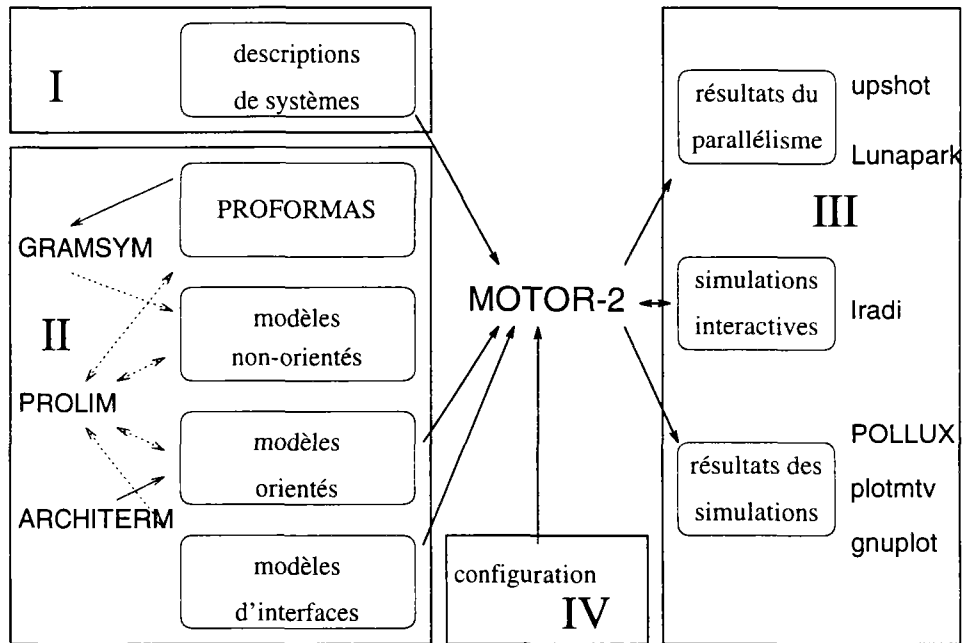 I
descriptions
de systèmes
II
PROFORMAS
GRAMSYM
modèles
non-orientés
PROLIM
modèles
orientés
ARCHITERM
modèles
d'interfaces
MOTOR-2
configuration
IV
III
résultats du
parallélisme
upshot
Lunapark
simulations
interactives
Iradi
résultats des
simulations
POLLUX
plotmtv
gnuplot